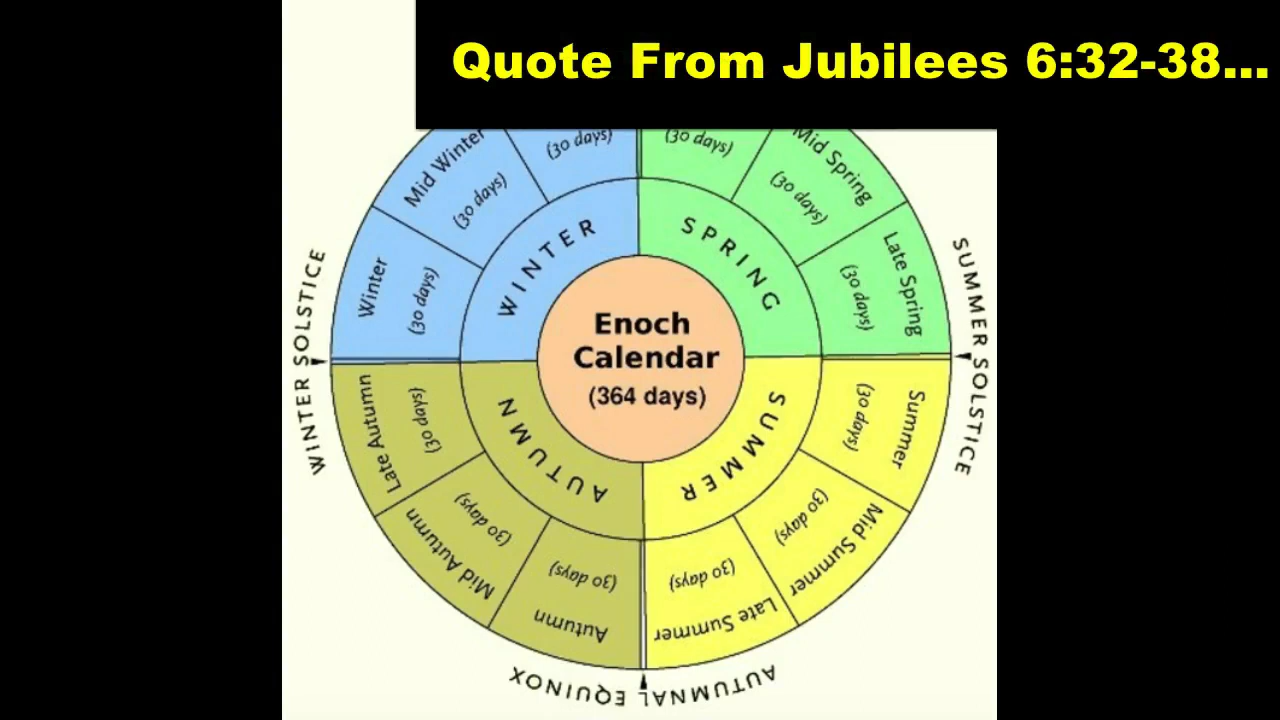 Quote From Jubilees 6:32-38...
(30 days)
(30 days)
Mid Winter
(30 days)
Mid Spring
(30 days)
WINTER
SPRING
Winter
(30 days)
Late Spring
(30 days)
WINTER SOLSTICE
SUMMER SOLSTICE
Enoch
Calendar
(364 days)
Late Autumn
(30 days)
Summer
(30 days)
AUTUMN
SUMMER
Mid Autumn
(30 days)
Mid Summer
(30 days)
Autumn
(30 days)
Late Summer
(30 days)
AUTUMNAL EQUINOX